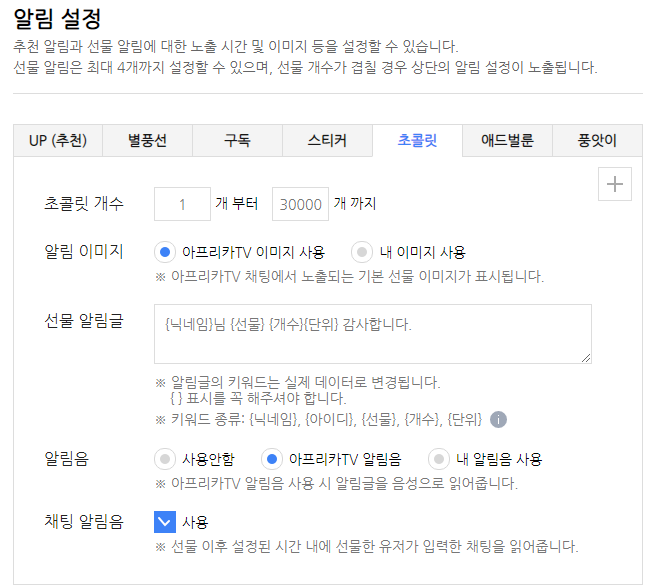 알림 설정
추천 알림과 선물 알림에 대한 노출 시간 및 이미지 등을 설정할 수 있습니다.
선물 알림은 최대 4개까지 설정할 수 있으며, 선물 개수가 겹칠 경우 상단의 알림 설정이 노출됩니다.
UP (추천) 별풍선 구독 스티커 초콜릿 애드벌룬 풍앗이
초콜릿 개수 1 개 부터 30000 개 까지
알림 이미지 아프리카TV 이미지 사용 내 이미지 사용
※ 아프리카TV 채팅에서 노출되는 기본 선물 이미지가 표시됩니다.
선물 알림글 {닉네임}님 {선물} {개수}{단위} 감사합니다.
※ 알림글의 키워드는 실제 데이터로 변경됩니다.
{ } 표시를 꼭 해주셔야 합니다.
※ 키워드 종류: {닉네임}, {아이디}, {선물}, {개수}, {단위} i
알림음 사용안함 아프리카TV 알림음 내 알림음 사용
※ 아프리카TV 알림음 사용 시 알림글을 음성으로 읽어줍니다.
채팅 알림음 사용
※ 선물 이후 설정된 시간 내에 선물한 유저가 입력한 채팅을 읽어줍니다.